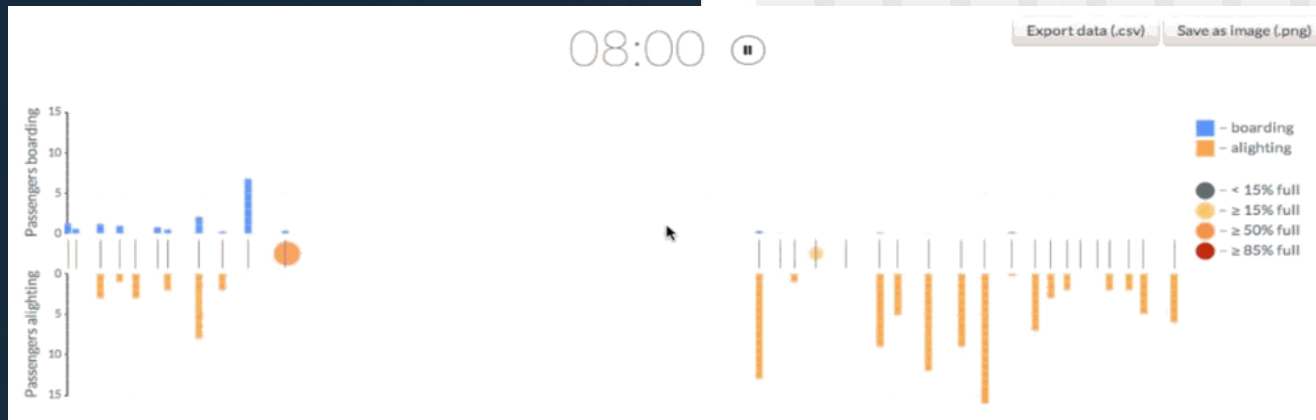 08:00
Export data (.csv)
Save as image (.png)
Passengers boarding
15
10
5
0
Passengers alighting
0
5
10
15
– boarding
– alighting
– < 15% full
– ≥ 15% full
– ≥ 50% full
– ≥ 85% full